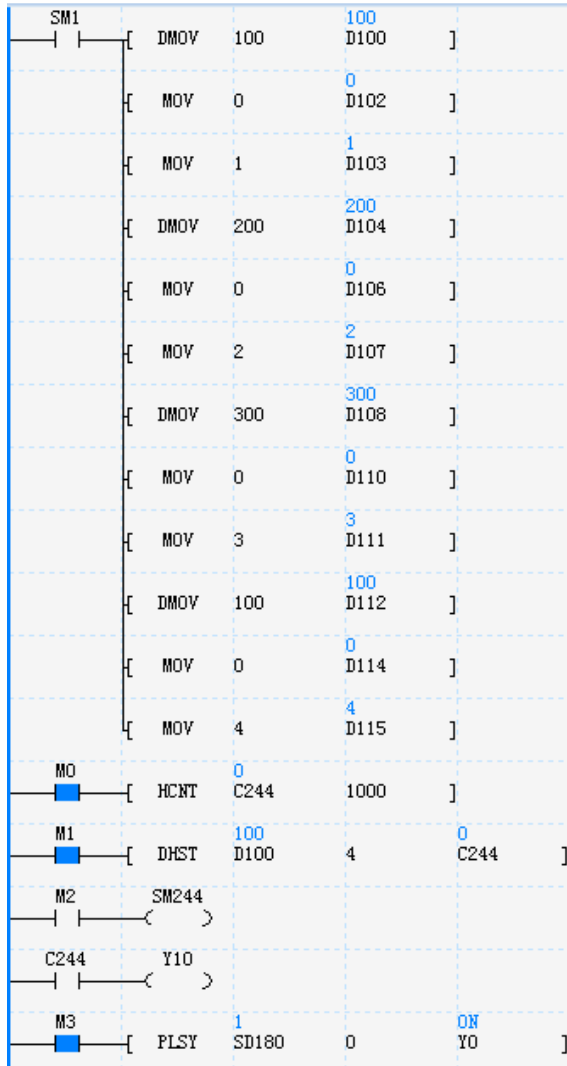 SM1 100
[ DMOV 100 D100 ]
0
[ MOV 0 D102 ]
1
[ MOV 1 D103 ]
200
[ DMOV 200 D104 ]
0
[ MOV 0 D106 ]
2
[ MOV 2 D107 ]
300
[ DMOV 300 D108 ]
0
[ MOV 0 D110 ]
3
[ MOV 3 D111 ]
100
[ DMOV 100 D112 ]
0
[ MOV 0 D114 ]
4
[ MOV 4 D115 ]
M0 0
[ HCNT C244 1000 ]
M1 100 0
[ DHST D100 4 C244 ]
M2 SM244
( )
C244 Y10
( )
M3 1 ON
[ PLSY SD180 0 Y0 ]